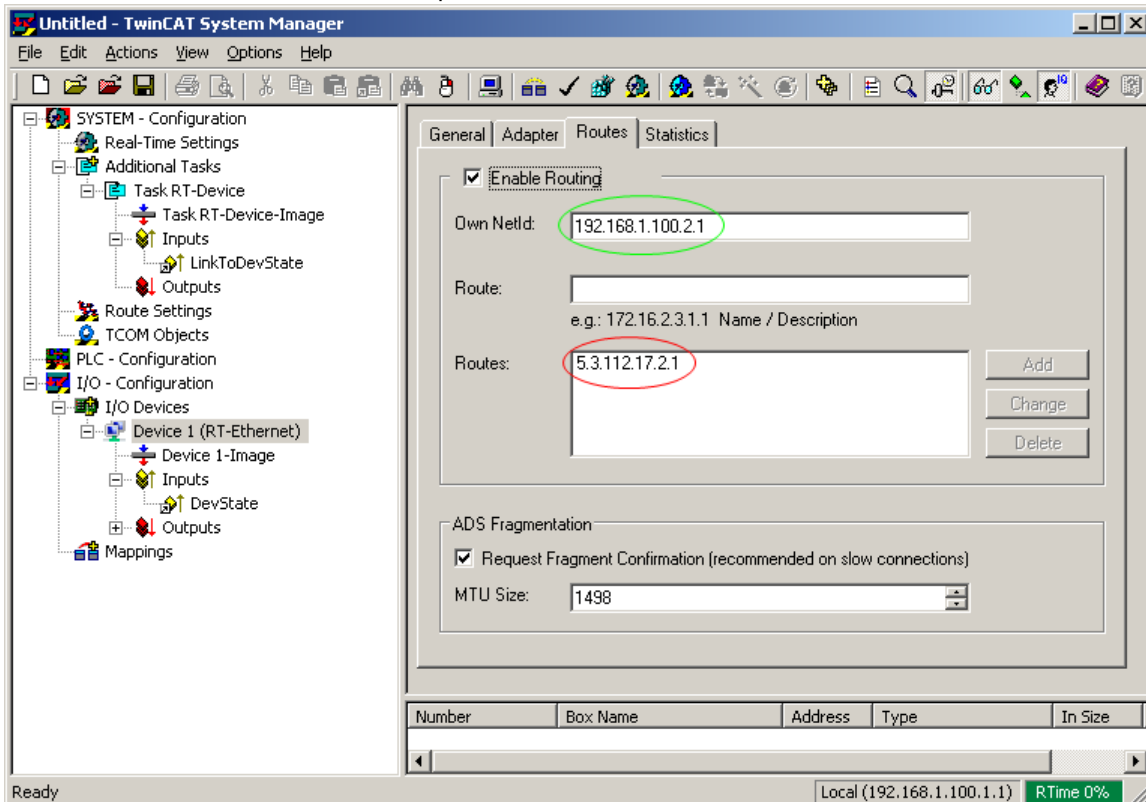 Untitled - TwinCAT System Manager
File Edit Actions View Options Help
SYSTEM - Configuration
Real-Time Settings
Additional Tasks
Task RT-Device
Task RT-Device-Image
Inputs
LinkToDevState
Outputs
Route Settings
TCOM Objects
PLC - Configuration
I/O - Configuration
I/O Devices
Device 1 (RT-Ethernet)
Device 1-Image
Inputs
DevState
Outputs
Mappings
General Adapter Routes Statistics
Enable Routing
Own NetId: 192.168.1.100.2.1
Route:
e.g.: 172.16.2.3.1.1 Name / Description
Routes: 5.3.112.17.2.1
Add
Change
Delete
ADS Fragmentation
Request Fragment Confirmation (recommended on slow connections)
MTU Size: 1498
Number Box Name Address Type In Size
Ready Local (192.168.1.100.1.1) RTime 0%